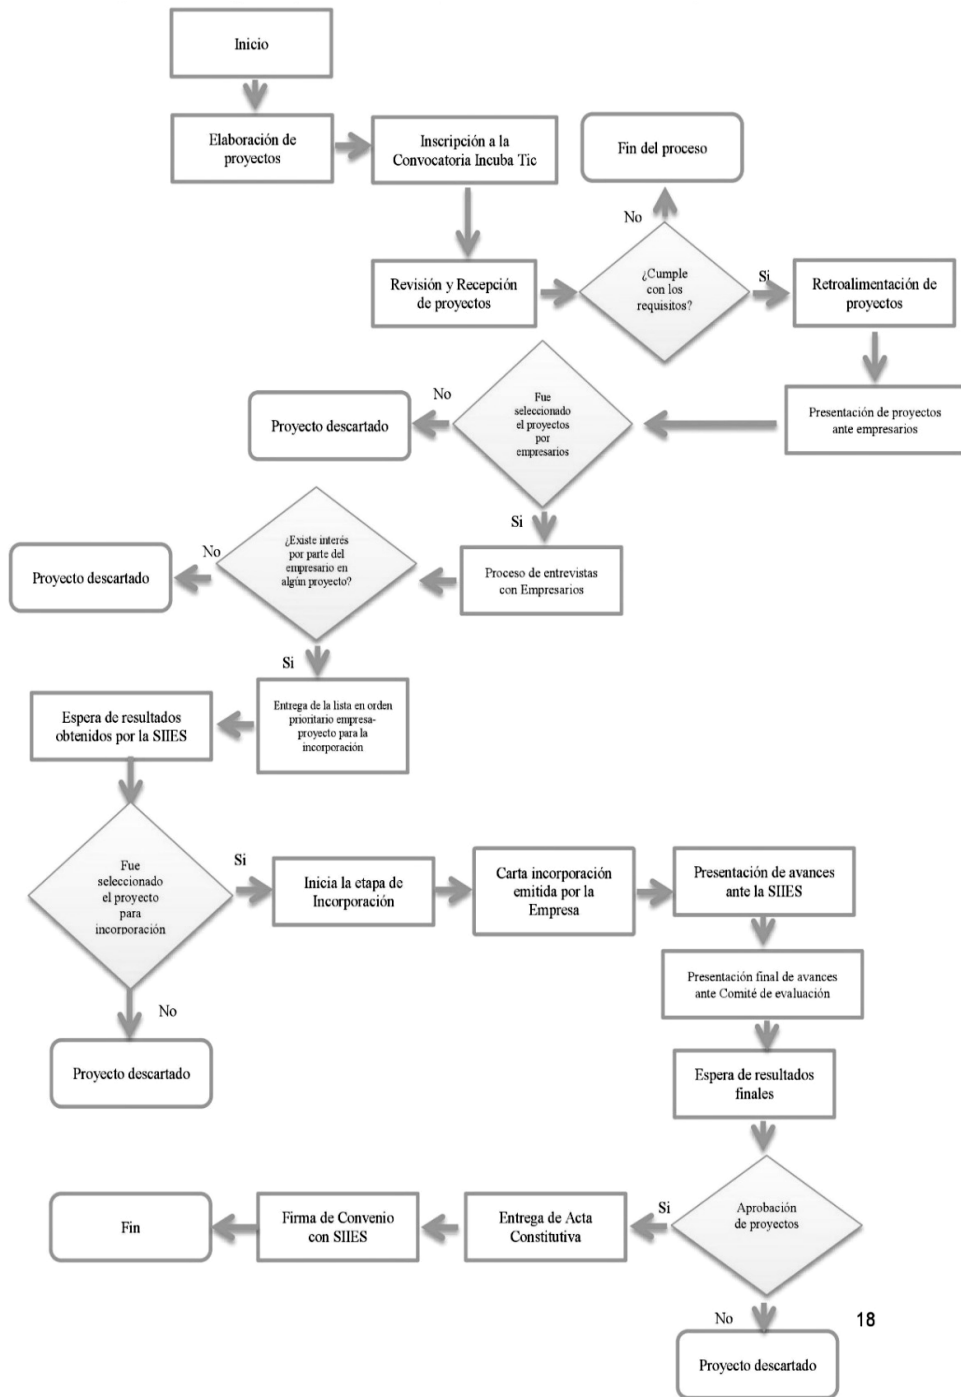 Inicio
Elaboración de
proyectos
Inscripción a la
Convocatoria Incuba Tic
Fin del proceso
No
Revisión y Recepción
de proyectos
¿Cumple
con los
requisitos?
Si
Retroalimentación de
proyectos
Presentación de proyectos
ante empresarios
Fue
seleccionado
el proyectos
por
empresarios
No
Proyecto descartado
Si
Proceso de entrevistas
con Empresarios
¿Existe interés
por parte del
empresario en
algún proyecto?
No
Proyecto descartado
Si
Entrega de la lista en orden
prioritario empresa-
proyecto para la
incorporación
Espera de resultados
obtenidos por la SIIES
Fue
seleccionado
el proyecto
para
incorporación
No
Proyecto descartado
Si
Inicia la etapa de
Incorporación
Carta incorporación
emitida por la
Empresa
Presentación de avances
ante la SIIES
Presentación final de avances
ante Comité de evaluación
Espera de resultados
finales
Aprobación
de proyectos
Si
Entrega de Acta
Constitutiva
Firma de Convenio
con SIIES
Fin
No
Proyecto descartado
18